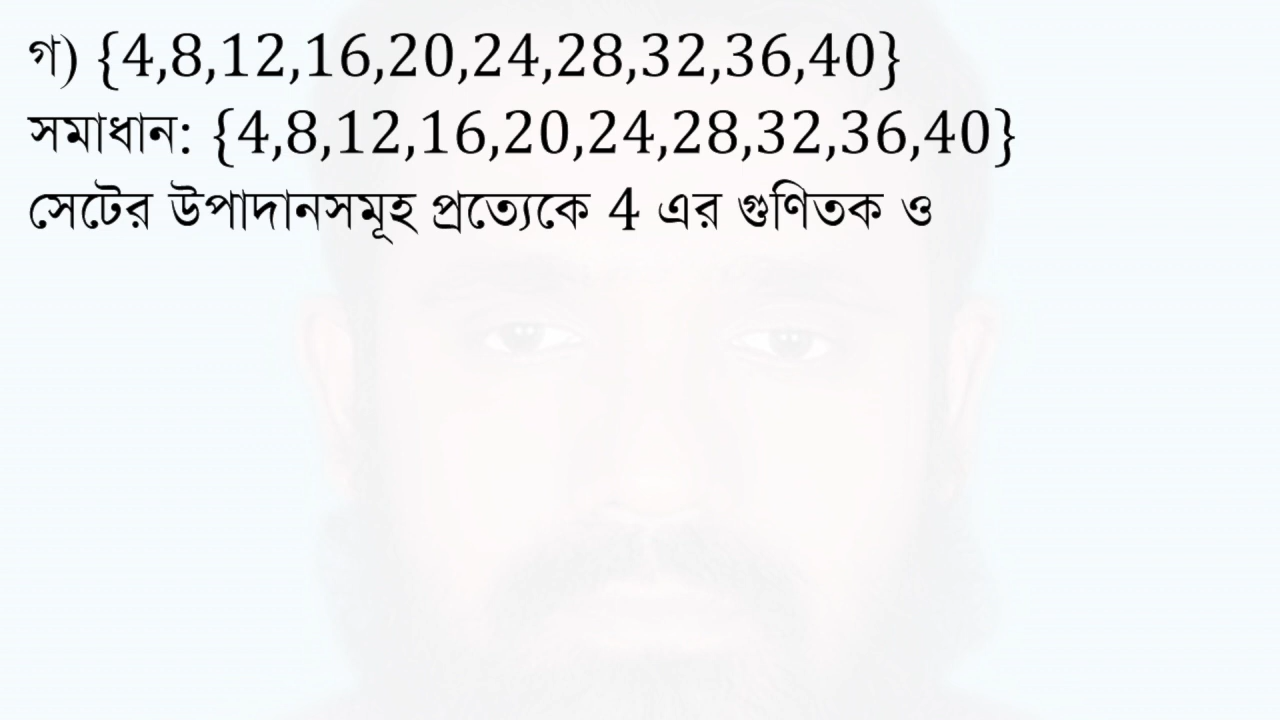 গ) {4,8,12,16,20,24,28,32,36,40}
সমাধান: {4,8,12,16,20,24,28,32,36,40}
সেটের উপাদানসমূহ প্রত্যেকে 4 এর গুণিতক ও